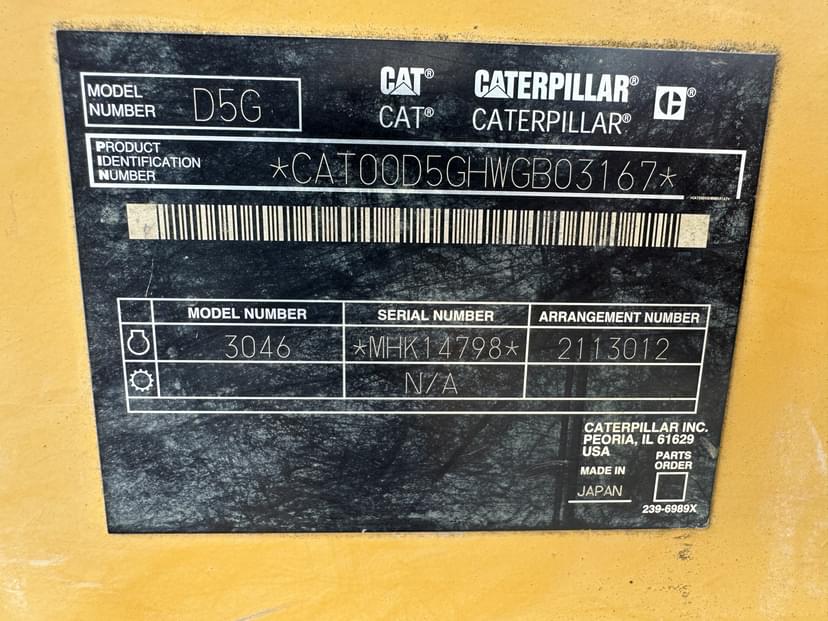 MODEL NUMBER D5G
CAT® CATERPILLAR® C®
CAT® CATERPILLAR®
PRODUCT IDENTIFICATION NUMBER *CAT00D5GHWGB03167*
MODEL NUMBER SERIAL NUMBER ARRANGEMENT NUMBER
3046 *MHK14798* 2113012
N/A
CATERPILLAR INC.
PEORIA, IL 61629
USA
MADE IN
JAPAN
PARTS
ORDER
239-6989X